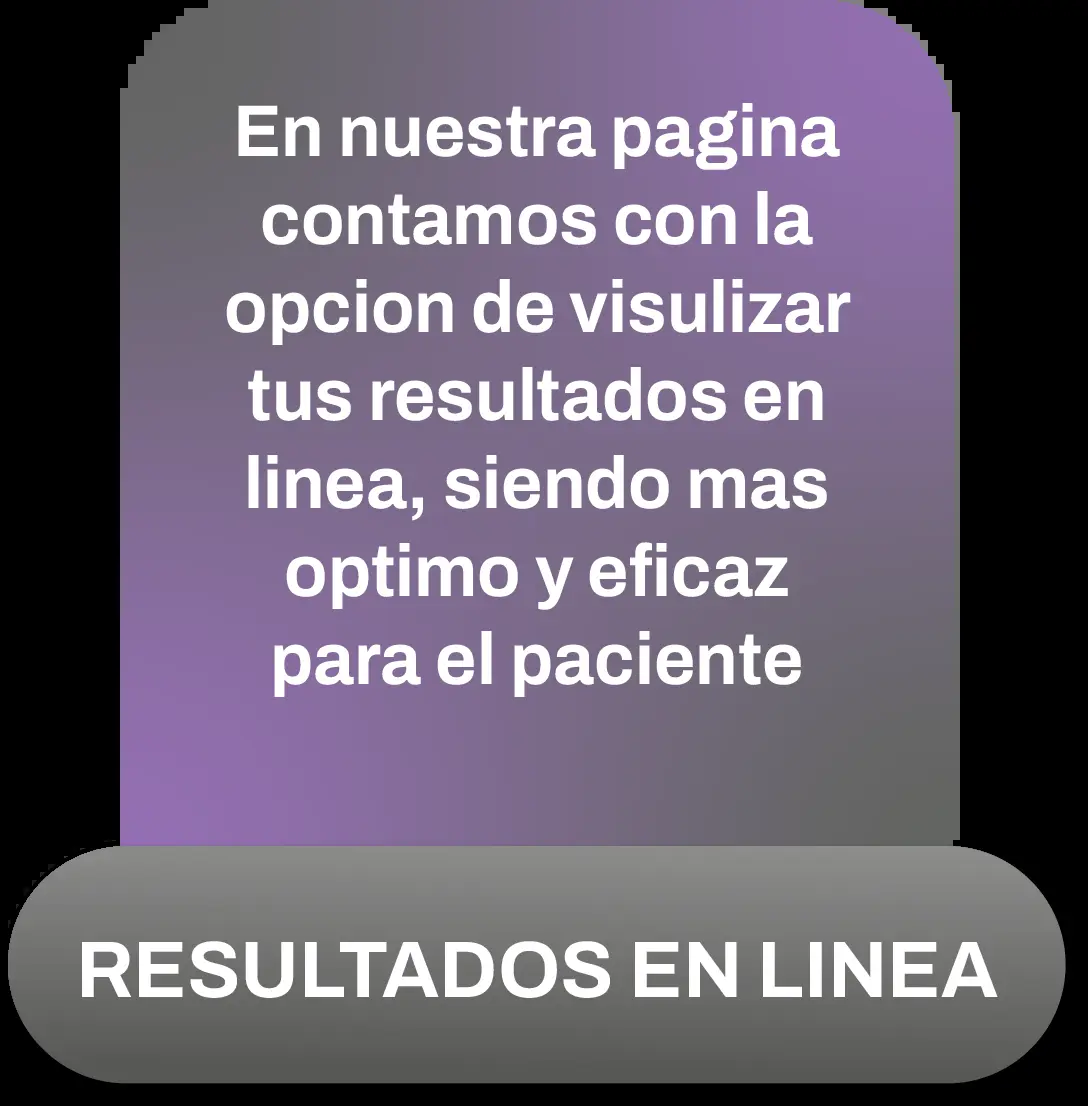 En nuestra pagina
contamos con la
opcion de visulizar
tus resultados en
linea, siendo mas
optimo y eficaz
para el paciente
RESULTADOS EN LINEA